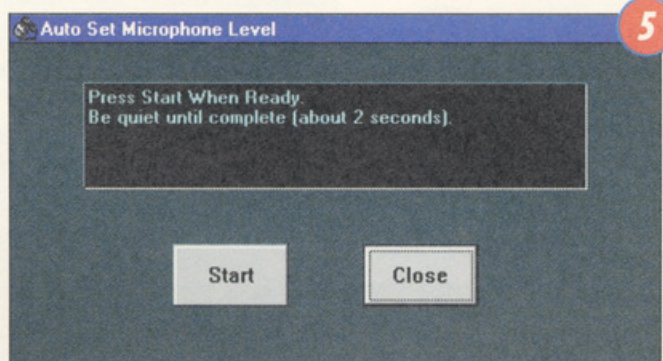 Auto Set Microphone Level
5
Press Start When Ready.
Be quiet until complete (about 2 seconds).
Start
Close